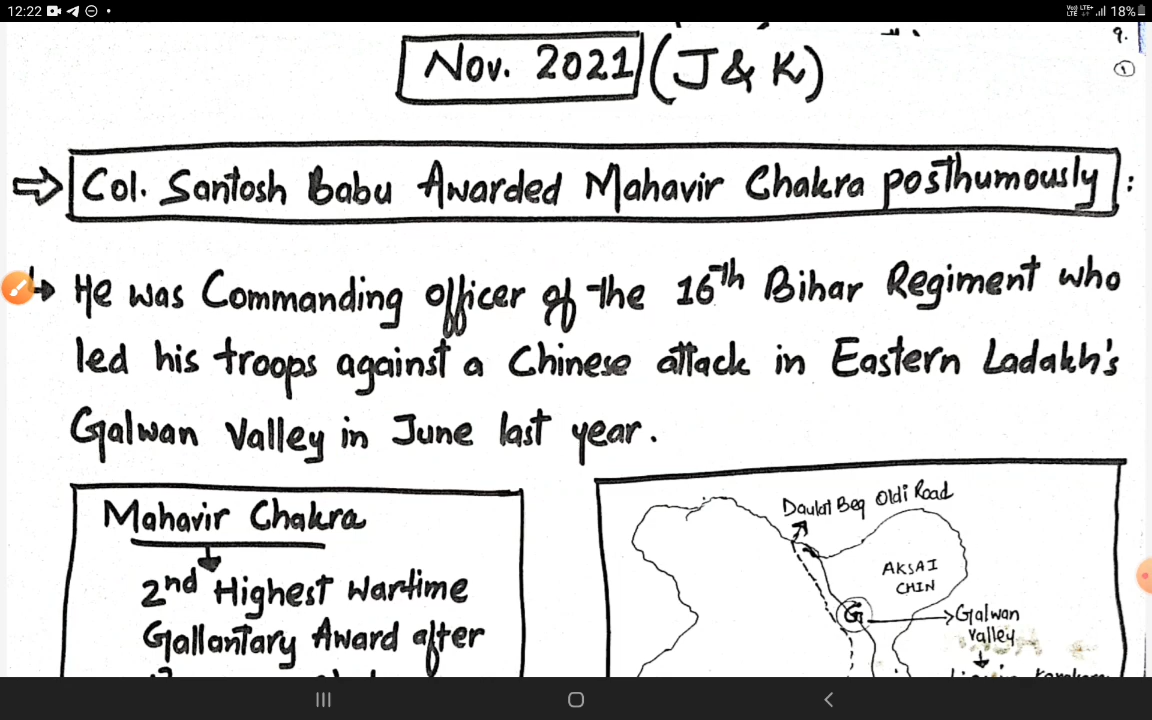 12:22
18%
9.
1
Nov. 2021 (J & K)
Col. Santosh Babu Awarded Mahavir Chakra posthumously :
He was Commanding officer of the 16th Bihar Regiment who
led his troops against a Chinese attack in Eastern Ladakh's
Galwan Valley in June last year.
Mahavir Chakra
2nd Highest Wartime
Gallantary Award after
Daulat Beg Oldi Road
AKSAI
CHIN
G
Galwan
Valley